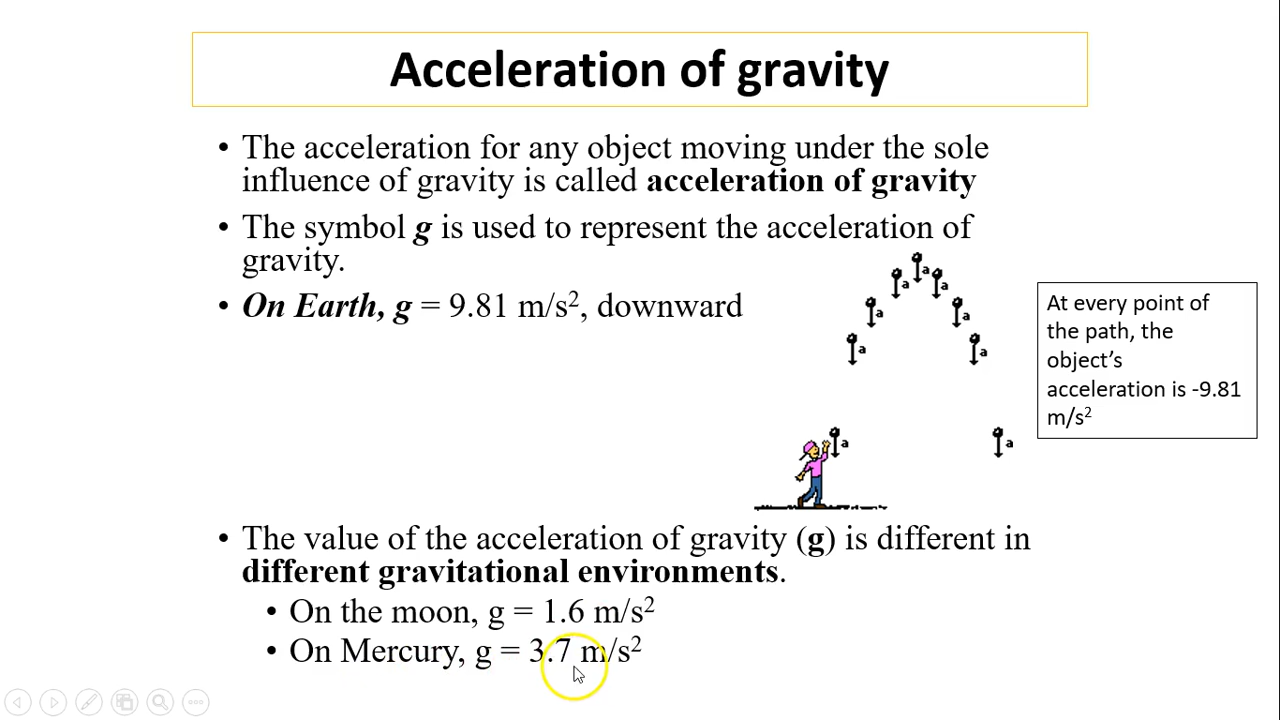 Acceleration of gravity
• The acceleration for any object moving under the sole
influence of gravity is called acceleration of gravity
• The symbol g is used to represent the acceleration of
gravity.
• On Earth, g = 9.81 m/s², downward
a
a
a
a
a
a
a
a
a
At every point of
the path, the
object’s
acceleration is -9.81
m/s²
• The value of the acceleration of gravity (g) is different in
different gravitational environments.
• On the moon, g = 1.6 m/s²
• On Mercury, g = 3.7 m/s²